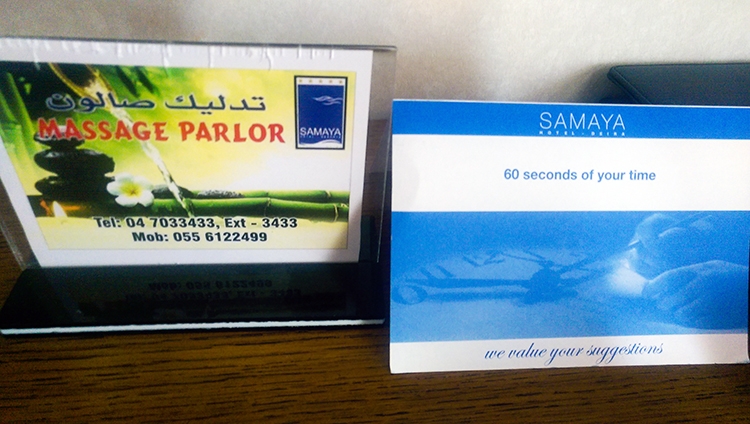 تدليك صالون
MASSAGE PARLOR
SAMAYA
Tel: 04 7033433, Ext - 3433
Mob: 055 6122499
SAMAYA
HOTEL - DEIRA
60 seconds of your time
we value your suggestions